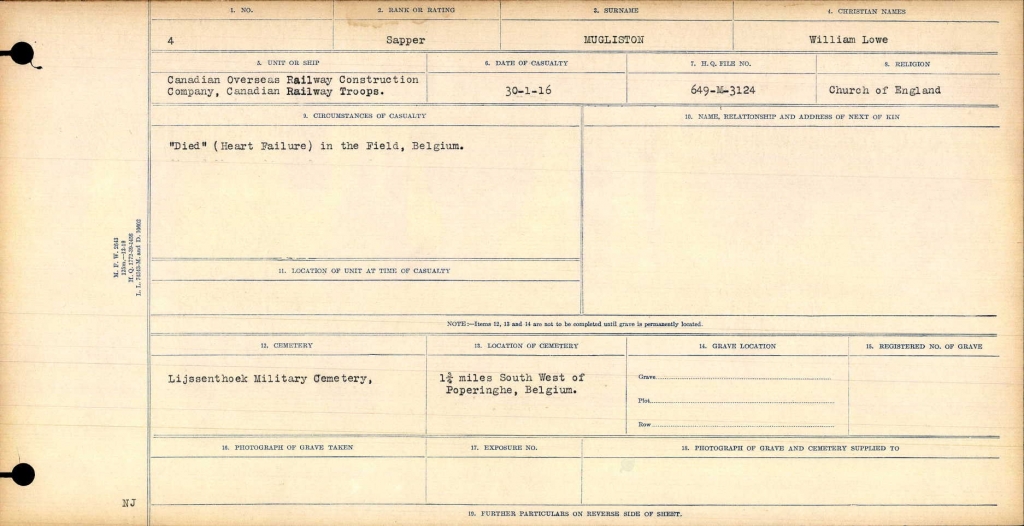 1. NO.
2. RANK OR RATING
3. SURNAME
4. CHRISTIAN NAMES
4
Sapper
MUGLISTON
William Lowe
5. UNIT OR SHIP
6. DATE OF CASUALTY
7. H.Q. FILE NO.
8. RELIGION
Canadian Overseas Railway Construction
Company, Canadian Railway Troops.
30-1-16
649-M-3124
Church of England
9. CIRCUMSTANCES OF CASUALTY
10. NAME, RELATIONSHIP AND ADDRESS OF NEXT OF KIN
"Died" (Heart Failure) in the Field, Belgium.
M. F. W. 2643
H. Q. 1772-39-1406
11. LOCATION OF UNIT AT TIME OF CASUALTY
NOTE:—Items 12, 13 and 14 are not to be completed until grave is permanently located.
12. CEMETERY
13. LOCATION OF CEMETERY
14. GRAVE LOCATION
15. REGISTERED NO. OF GRAVE
Lijssenthoek Military Cemetery,
1¾ miles South West of
Poperinghe, Belgium.
Grave
Plot
Row
16. PHOTOGRAPH OF GRAVE TAKEN
17. EXPOSURE NO.
18. PHOTOGRAPH OF GRAVE AND CEMETERY SUPPLIED TO
NJ
19. FURTHER PARTICULARS ON REVERSE SIDE OF SHEET.